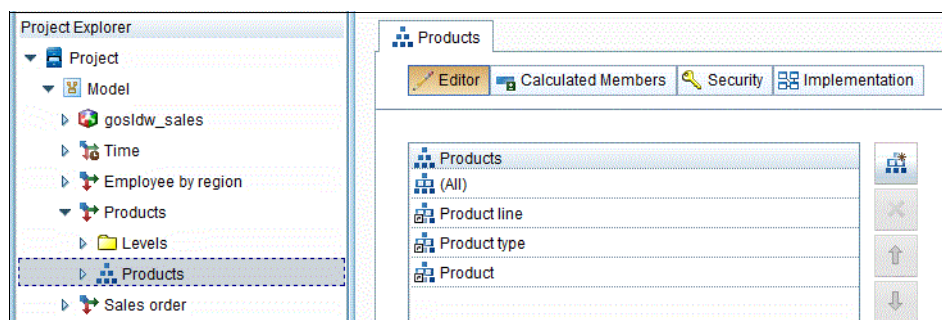 Project Explorer
Project
Model
gosldw_sales
Time
Employee by region
Products
Levels
Products
Sales order
Products
Editor Calculated Members Security Implementation
Products
(All)
Product line
Product type
Product